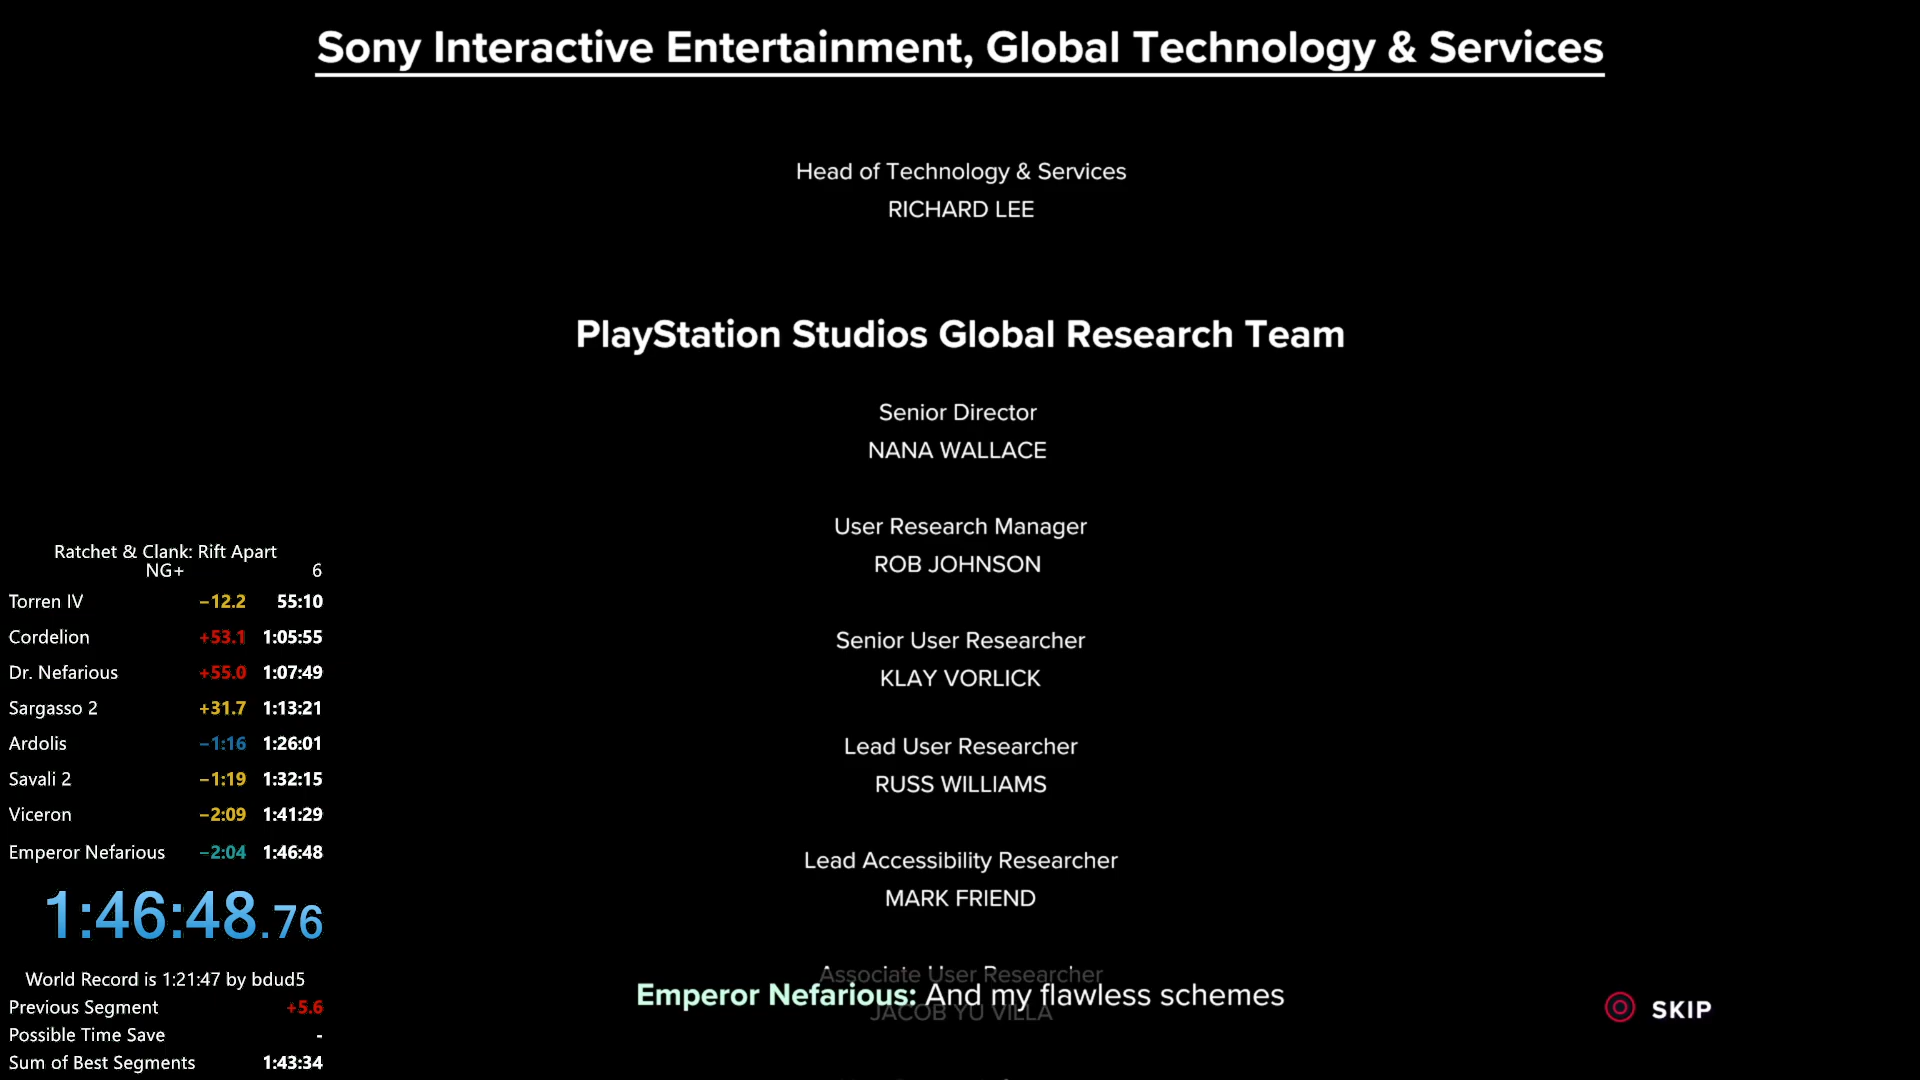 Sony Interactive Entertainment, Global Technology & Services
Head of Technology & Services
RICHARD LEE
PlayStation Studios Global Research Team
Senior Director
NANA WALLACE
User Research Manager
ROB JOHNSON
Senior User Researcher
KLAY VORLICK
Lead User Researcher
RUSS WILLIAMS
Lead Accessibility Researcher
MARK FRIEND
Associate User Researcher
JACOB YU VILLA
Emperor Nefarious: And my flawless schemes
SKIP
Ratchet & Clank: Rift Apart
NG+ 6
Torren IV −12.2 55:10
Cordelion +53.1 1:05:55
Dr. Nefarious +55.0 1:07:49
Sargasso 2 +31.7 1:13:21
Ardolis −1:16 1:26:01
Savali 2 −1:19 1:32:15
Viceron −2:09 1:41:29
Emperor Nefarious −2:04 1:46:48
1:46:48.76
World Record is 1:21:47 by bdud5
Previous Segment +5.6
Possible Time Save -
Sum of Best Segments 1:43:34